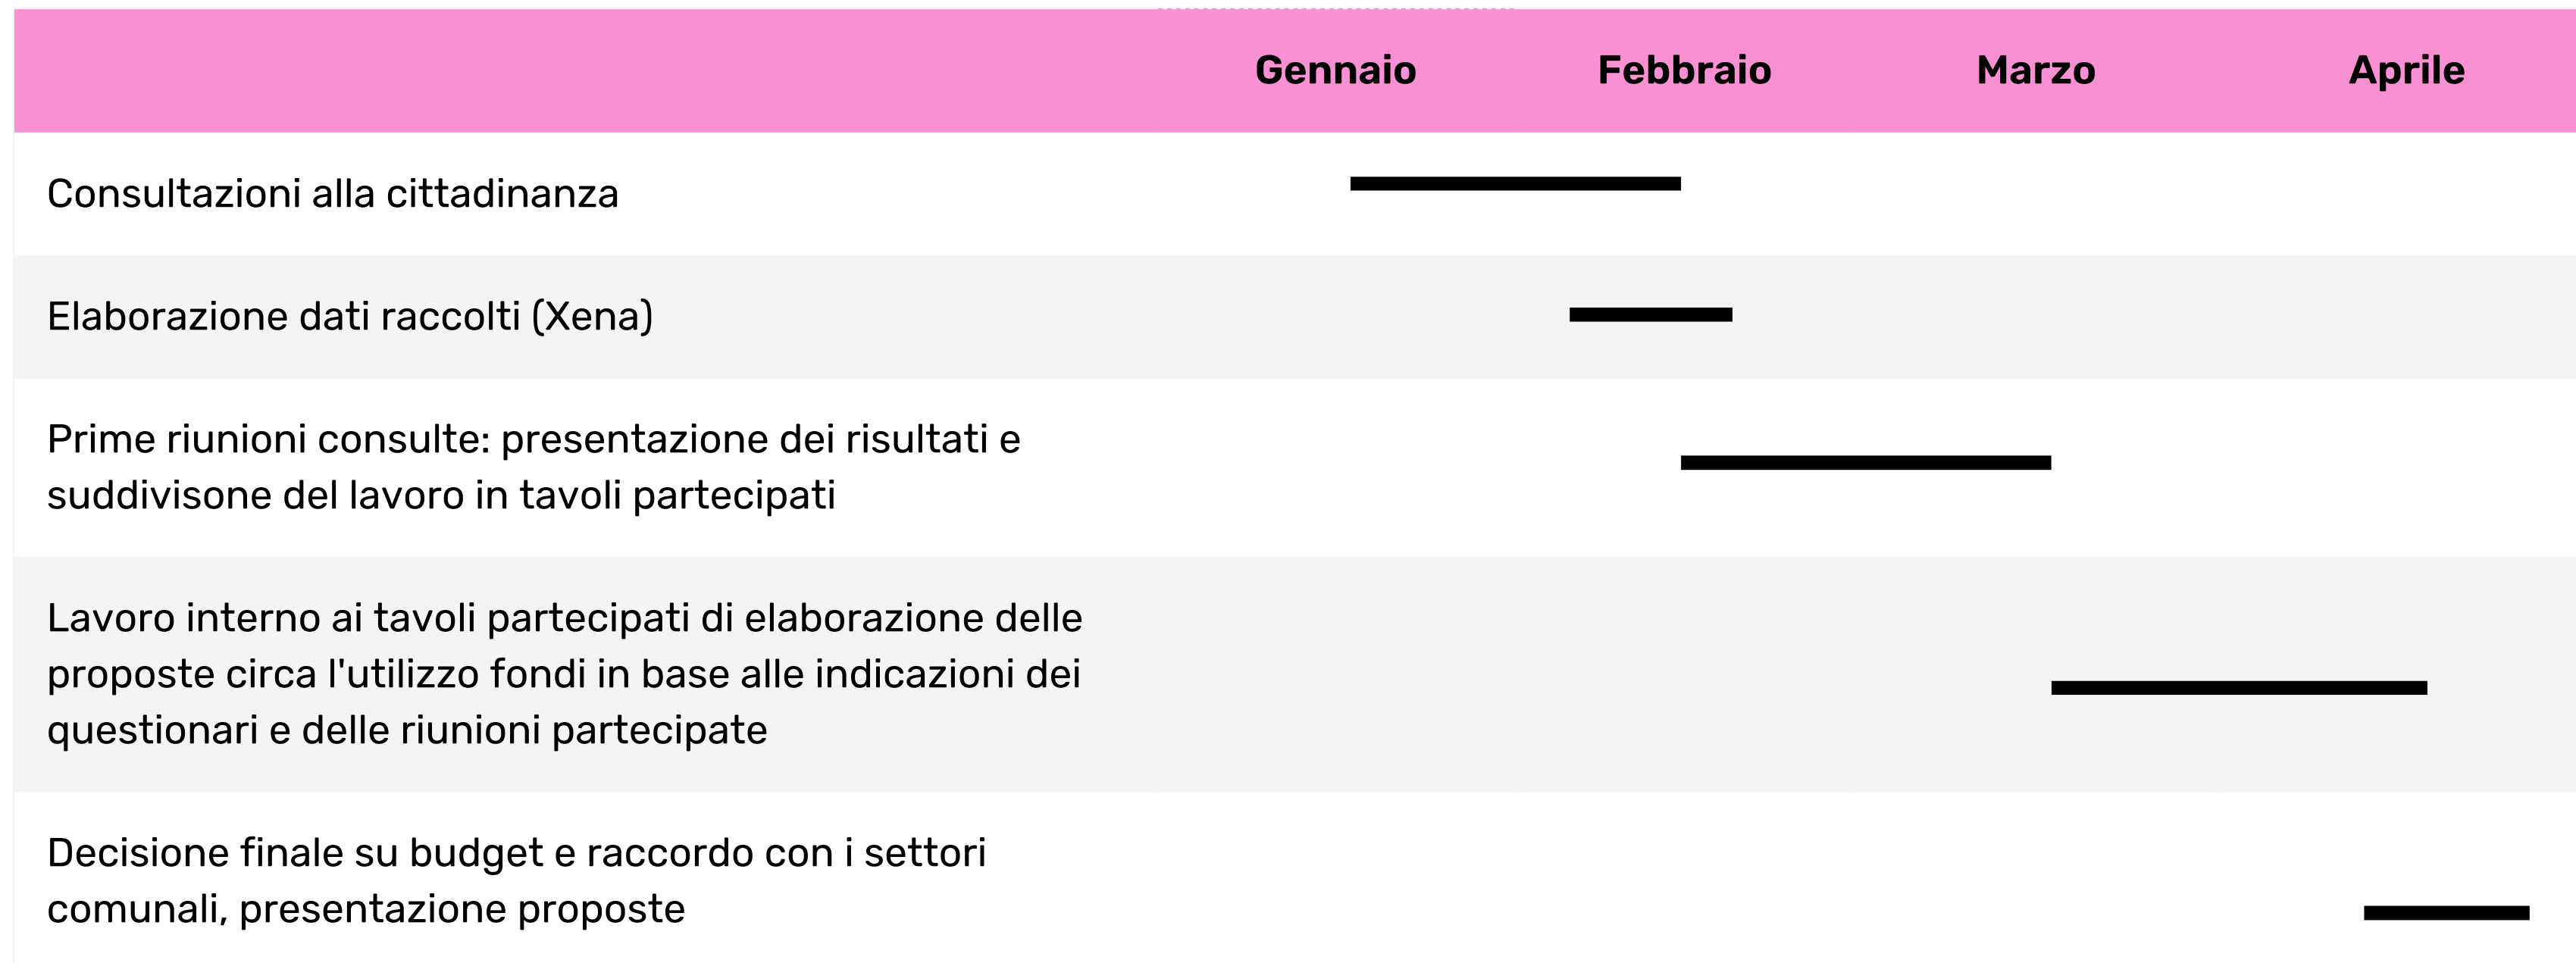 Gennaio Febbraio Marzo Aprile
Consultazioni alla cittadinanza
Elaborazione dati raccolti (Xena)
Prime riunioni consulte: presentazione dei risultati e
suddivisone del lavoro in tavoli partecipati
Lavoro interno ai tavoli partecipati di elaborazione delle
proposte circa l'utilizzo fondi in base alle indicazioni dei
questionari e delle riunioni partecipate
Decisione finale su budget e raccordo con i settori
comunali, presentazione proposte